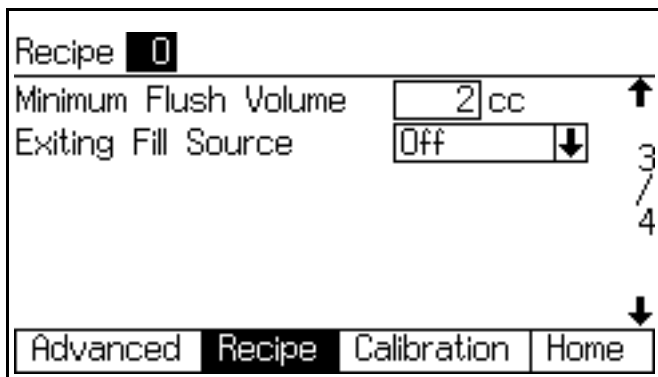 Recipe 0
Minimum Flush Volume 2 cc
Exiting Fill Source Off
3/4
Advanced Recipe Calibration Home